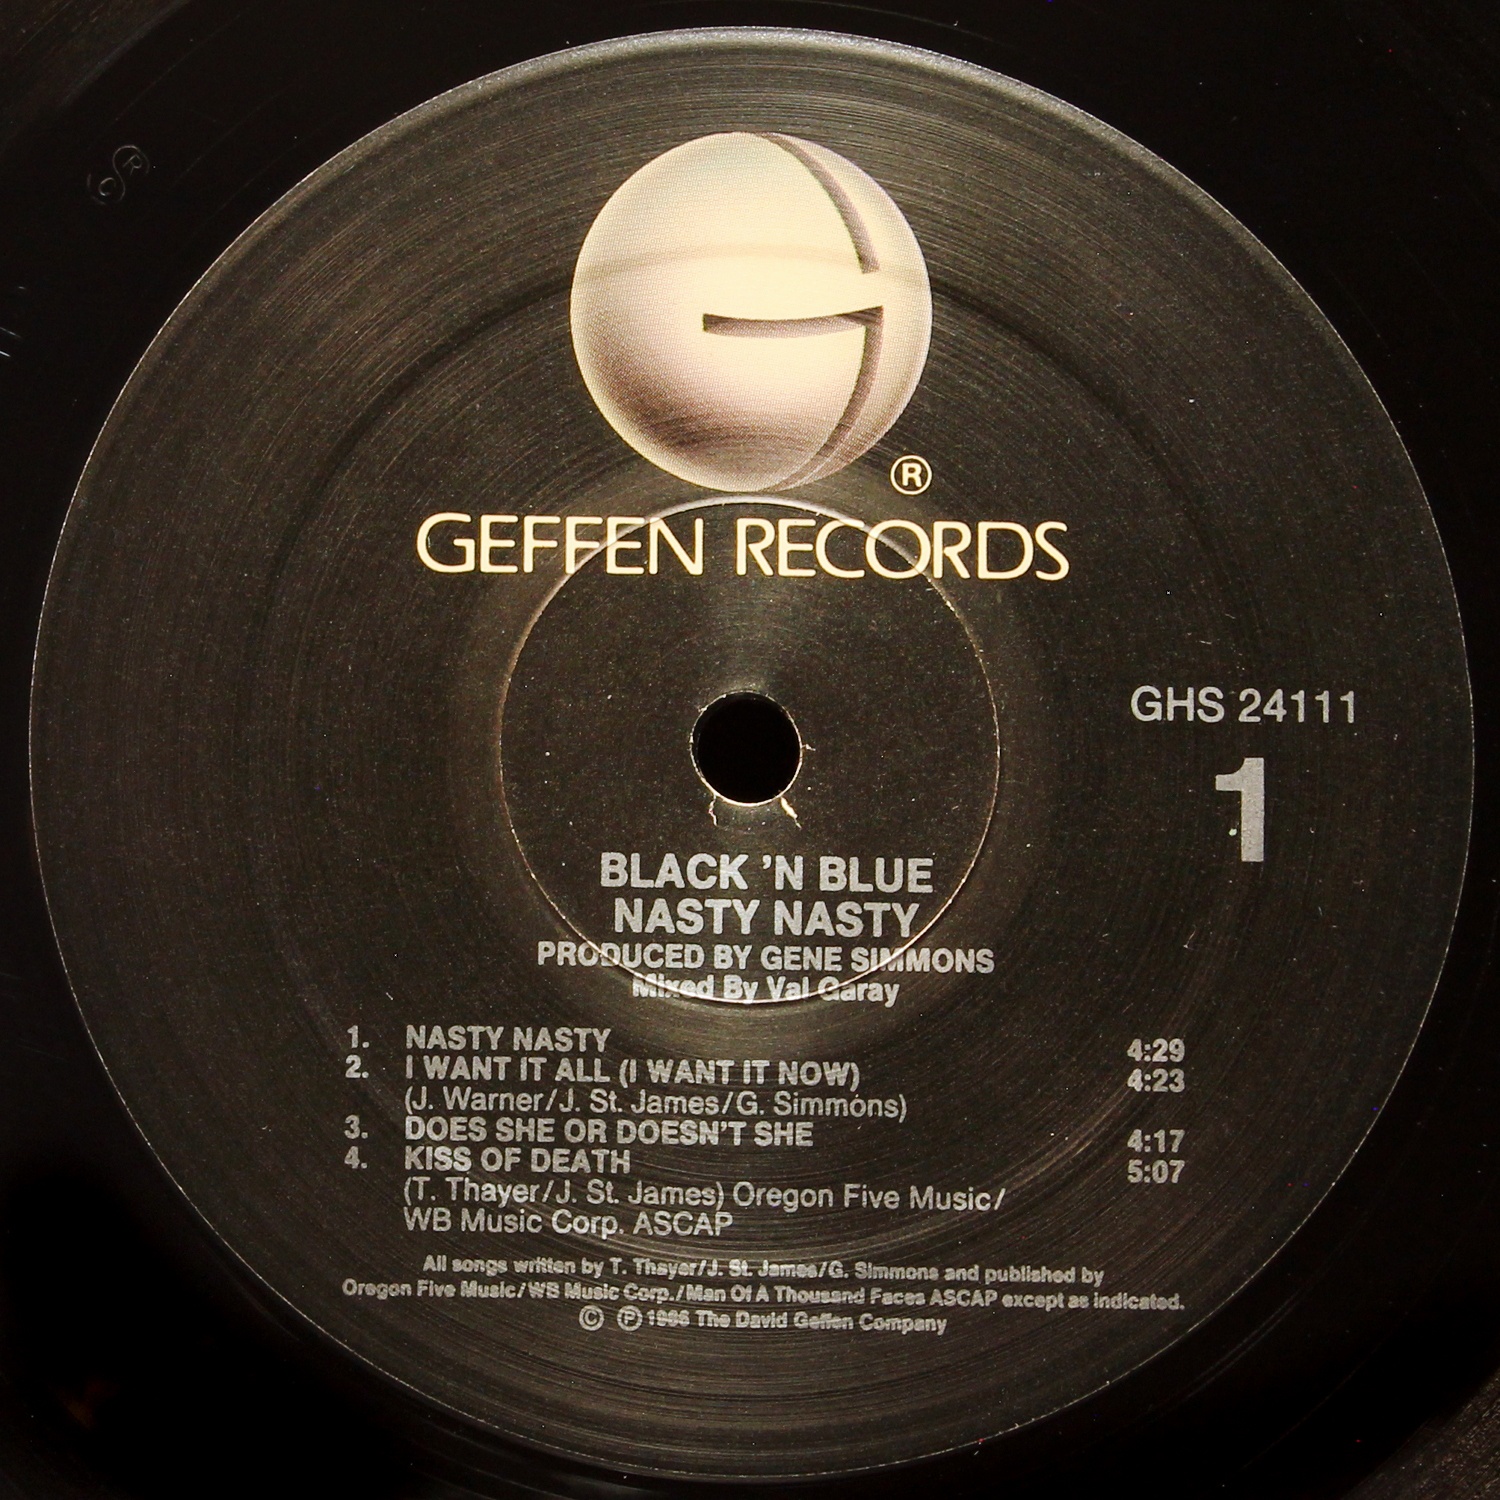 ®
GEFFEN RECORDS
GHS 24111
1
BLACK 'N BLUE
NASTY NASTY
PRODUCED BY GENE SIMMONS
Mixed By Val Garay
1. NASTY NASTY 4:29
2. I WANT IT ALL (I WANT IT NOW) 4:23
(J. Warner/J. St. James/G. Simmons)
3. DOES SHE OR DOESN'T SHE 4:17
4. KISS OF DEATH 5:07
(T. Thayer/J. St. James) Oregon Five Music/
WB Music Corp. ASCAP
All songs written by T. Thayer/J. St. James/G. Simmons and published by
Oregon Five Music/WB Music Corp./Man Of A Thousand Faces ASCAP except as indicated.
© ℗ 1986 The David Geffen Company